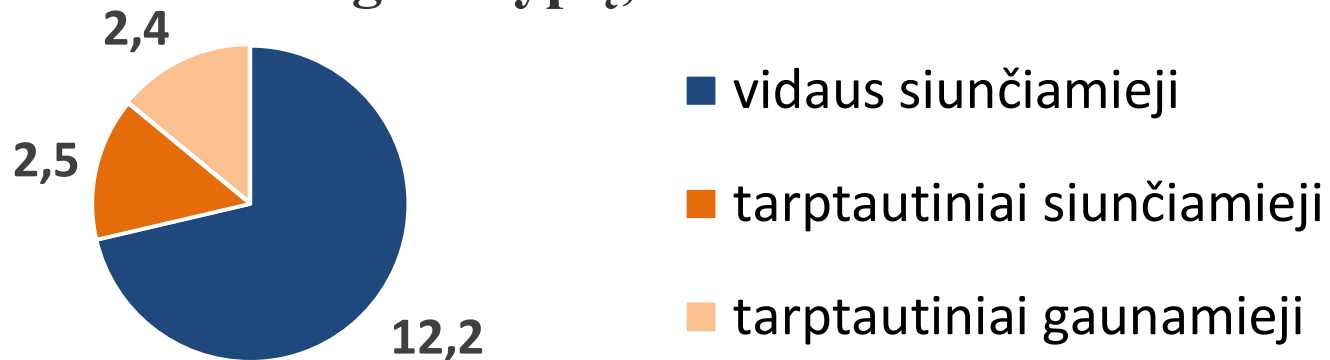 2,4
2,5
12,2
vidaus siunčiamieji
tarptautiniai siunčiamieji
tarptautiniai gaunamieji